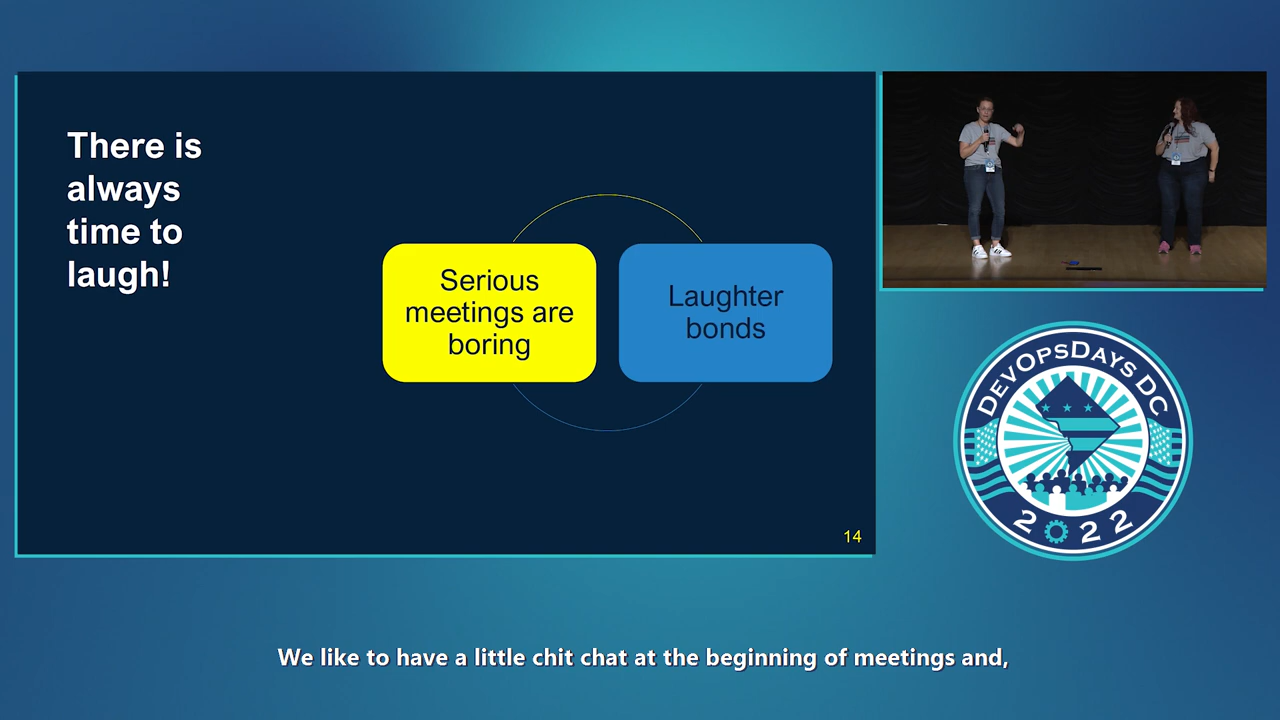 There is
always
time to
laugh!
Serious
meetings are
boring
Laughter
bonds
14
DEVOPSDAYS DC
2022
We like to have a little chit chat at the beginning of meetings and,